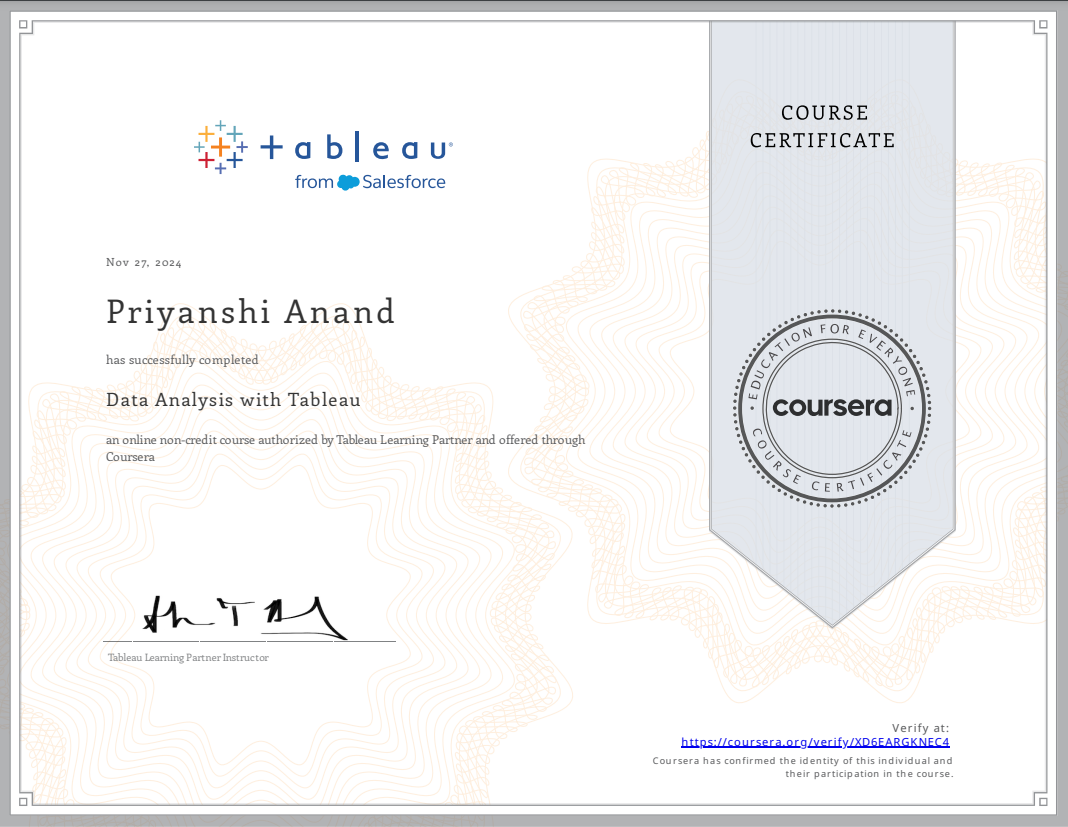 tableau
from Salesforce
Nov 27, 2024
Priyanshi Anand
has successfully completed
Data Analysis with Tableau
an online non-credit course authorized by Tableau Learning Partner and offered through
Coursera
Tableau Learning Partner Instructor
COURSE
CERTIFICATE
EDUCATION FOR EVERYONE
coursera
COURSE CERTIFICATE
Verify at:
https://coursera.org/verify/XD6EARGKNEC4
Coursera has confirmed the identity of this individual and
their participation in the course.